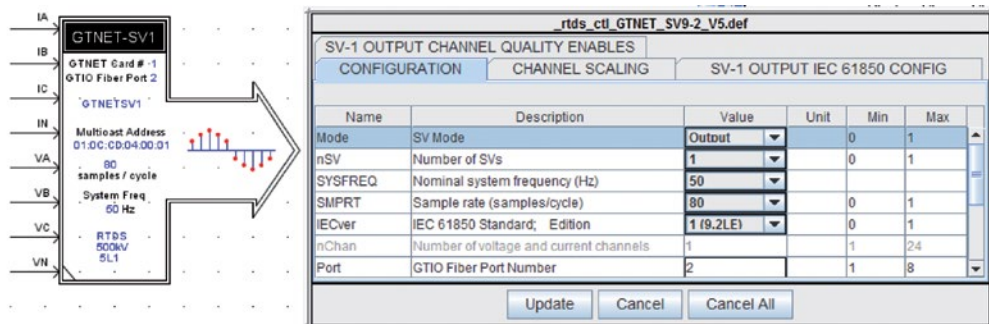 IA
IB
IC
IN
VA
VB
VC
VN
GTNET-SV1
GTNET Card # 1
GTIO Fiber Port 2
GTNETSV1
Multicast Address
01:0C:CD:04:00:01
80
samples / cycle
System Freq
50 Hz
RTDS
500kV
5L1
_rtds_ctl_GTNET_SV9-2_V5.def
SV-1 OUTPUT CHANNEL QUALITY ENABLES
CONFIGURATION CHANNEL SCALING SV-1 OUTPUT IEC 61850 CONFIG
Name Description Value Unit Min Max
Mode SV Mode Output 0 1
nSV Number of SVs 1 0 1
SYSFREQ Nominal system frequency (Hz) 50
SMPRT Sample rate (samples/cycle) 80 0 1
IECver IEC 61850 Standard; Edition 1 (9.2LE) 0 1
nChan Number of voltage and current channels 1 1 24
Port GTIO Fiber Port Number 2 1 8
Update Cancel Cancel All